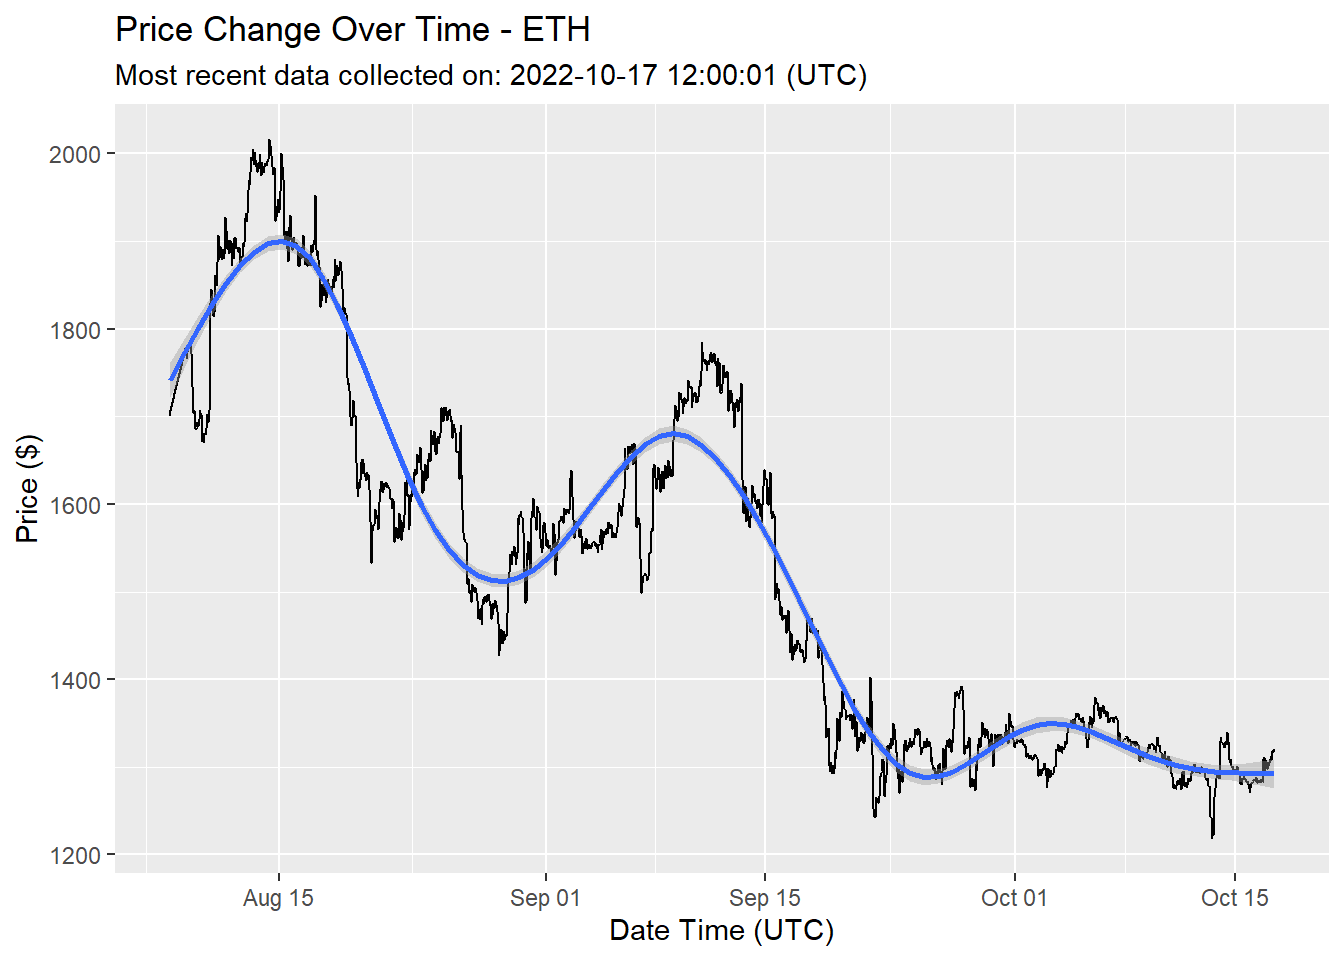 Price Change Over Time - ETH
Most recent data collected on: 2022-10-17 12:00:01 (UTC)
2000
1800
1600
1400
1200
Price ($)
Aug 15
Sep 01
Sep 15
Oct 01
Oct 15
Date Time (UTC)